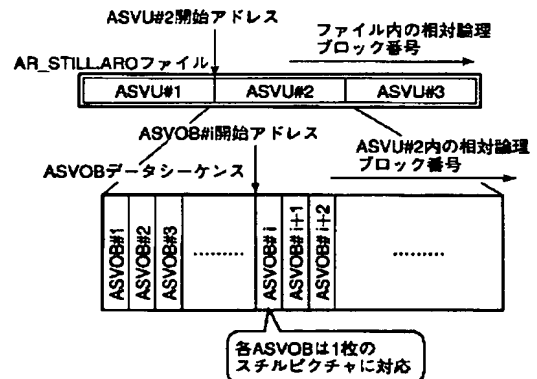 ASVU#2開始アドレス
ファイル内の相対論理
ブロック番号
AR_STILL.AROファイル
ASVU#1 ASVU#2 ASVU#3
ASVOB#i開始アドレス
ASVU#2内の相対論理
ブロック番号
ASVOBデータシーケンス
ASVOB#1
ASVOB#2
ASVOB#3
.........
ASVOB#i
ASVOB#i+1
ASVOB#i+2
.........
各ASVOBは1枚の
スチルピクチャに対応